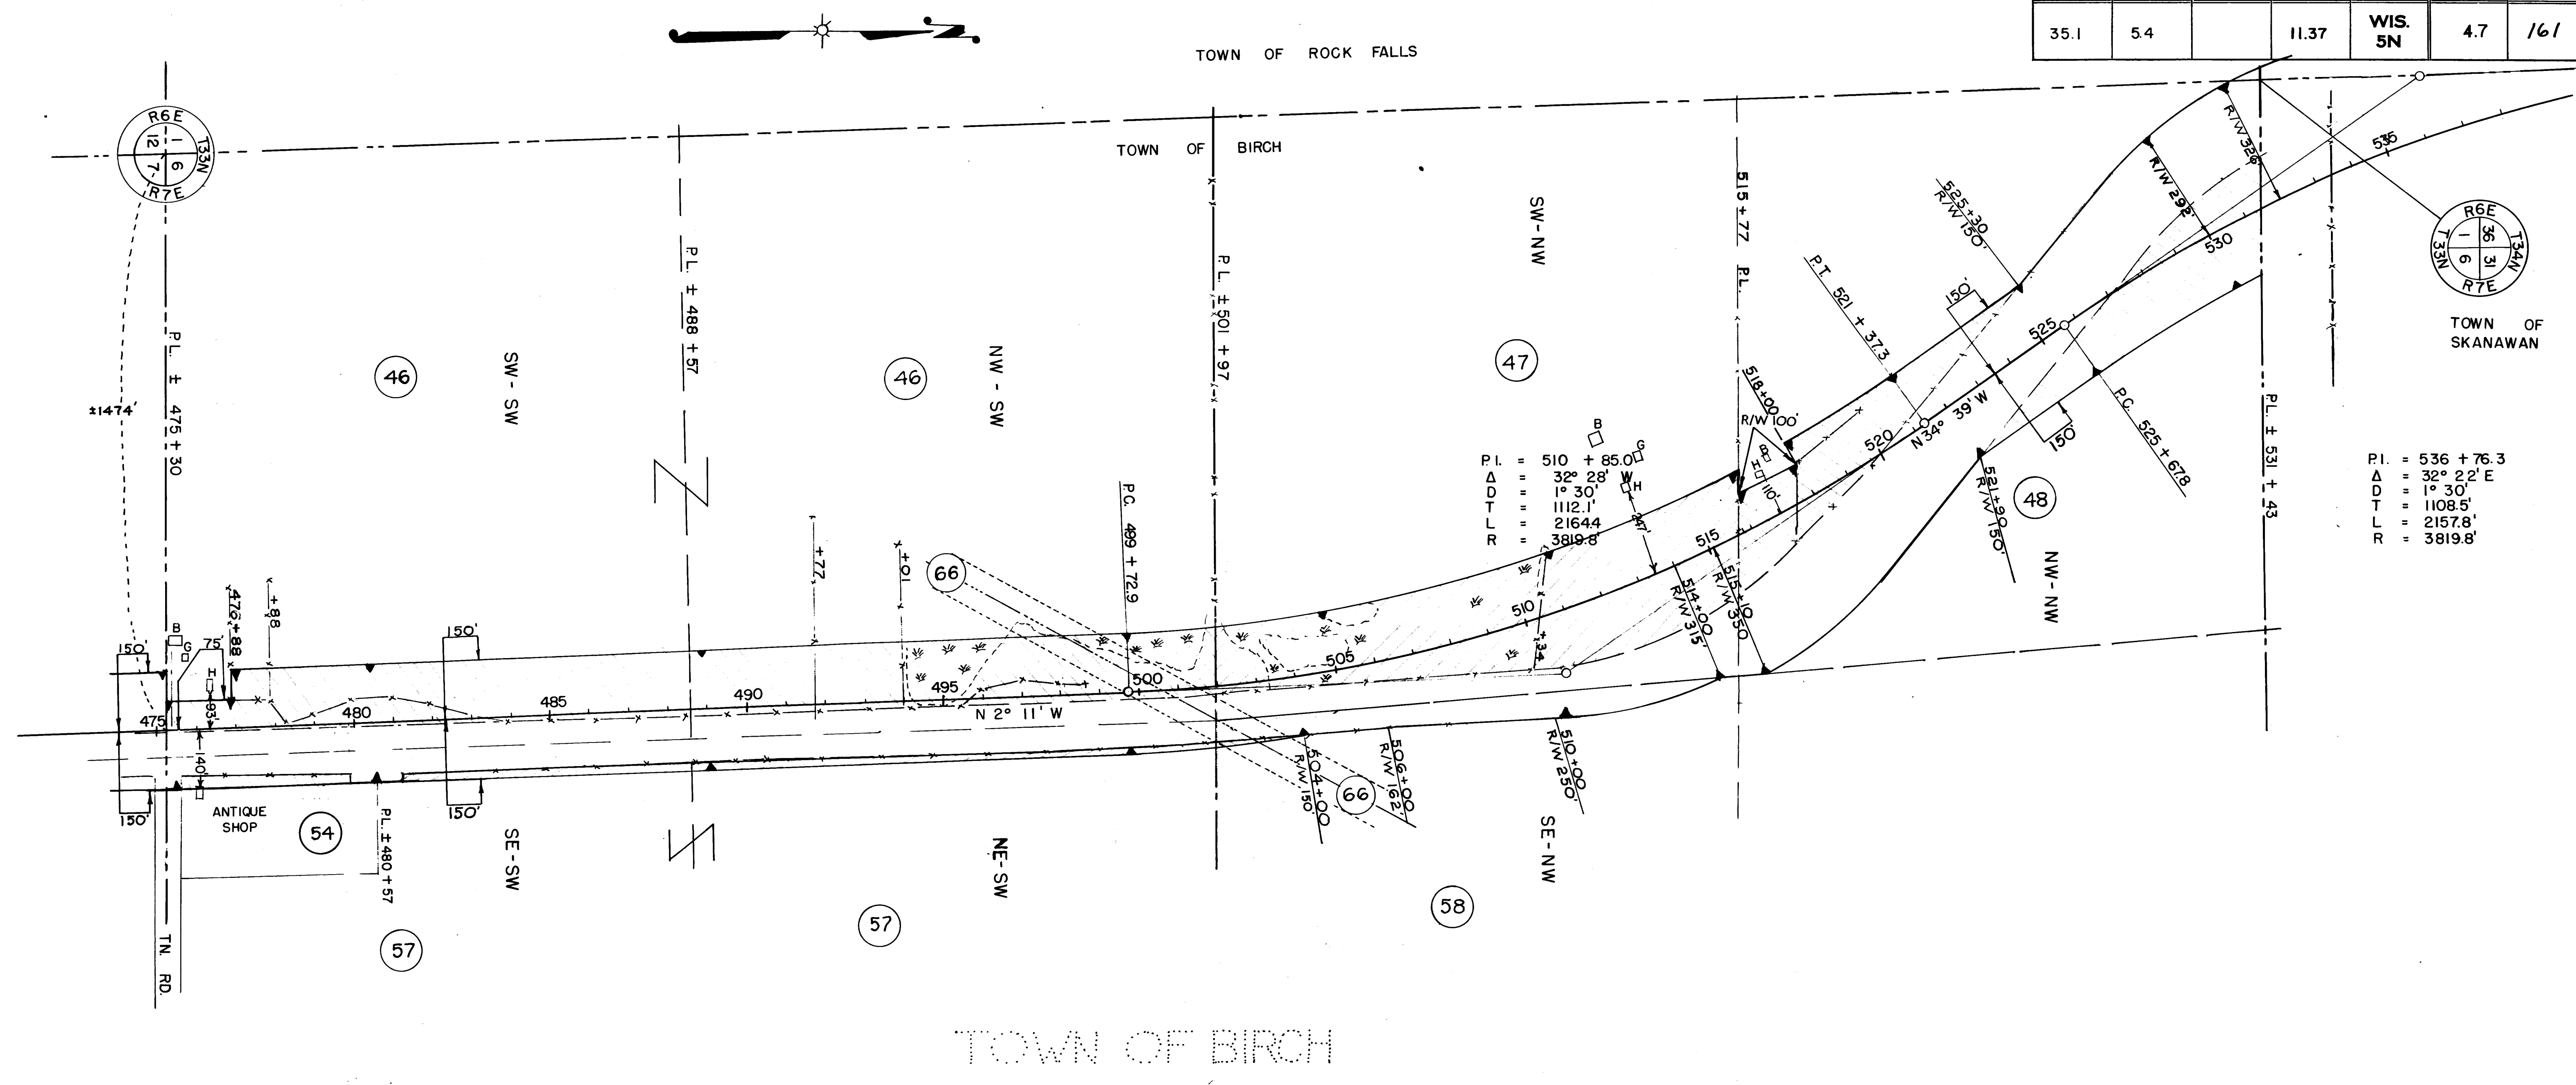 35.1 5.4 11.37 WIS. 5N 4.7 161
N
TOWN OF ROCK FALLS
TOWN OF BIRCH
R6E
T33N
1
12
6
7
R7E
±1474'
P.L. ± 475 + 30
46
SW - SW
P.L. ± 488 + 57
46
NW - SW
P.L. ± 501 + 97
SW - NW
47
515 + 77 P.L.
525 + 30
R/W 150'
R/W 292'
R/W 326'
535
530
525
R6E
36
31
1
6
T34N
T33N
R7E
TOWN OF
SKANAWAN
P.T. 521 + 37.3
150'
518+00
R/W 100'
B
H
110'
520
N 34° 39' W
150'
P.C. 525 + 67.8
P.L. ± 531 + 43
P.I. = 510 + 85.0
Δ = 32° 28' W
D = 1° 30'
T = 1112.1'
L = 2164.4
R = 3819.8'
B
G
H
247'
P.I. = 536 + 76.3
Δ = 32° 22' E
D = 1° 30'
T = 1108.5'
L = 2157.8'
R = 3819.8'
48
521+90
R/W 150'
NW - NW
P.C. 499 + 72.9
66
+77
+01
476+88
+88
B
G
H
75'
93'
150'
150'
475
480
485
490
495
500
505
510
515
N 2° 11' W
+34
514+00
R/W 315'
515+10
R/W 350
140'
150'
150'
ANTIQUE
SHOP
54
P.L. ± 480 + 57
SE - SW
NE - SW
504+00
R/W 150'
66
506+00
R/W 162'
510+00
R/W 250'
SE - NW
58
57
57
TN. RD.
TOWN OF BIRCH